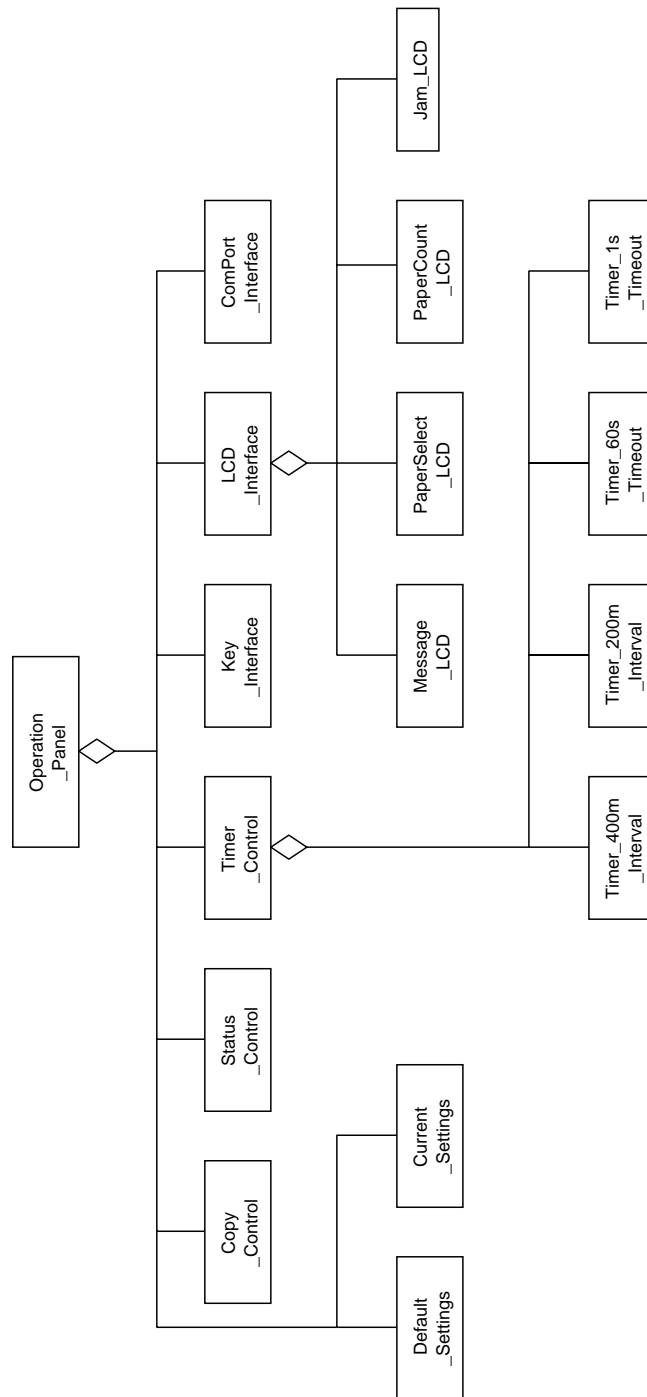 Operation
_Panel
Copy
_Control
Status
_Control
Timer
_Control
Key
_Interface
LCD
_Interface
ComPort
_Interface
Default
_Settings
Current
_Settings
Message
_LCD
PaperSelect
_LCD
PaperCount
_LCD
Jam_LCD
Timer_400m
_Interval
Timer_200m
_Interval
Timer_60s
_Timeout
Timer_1s
_Timeout